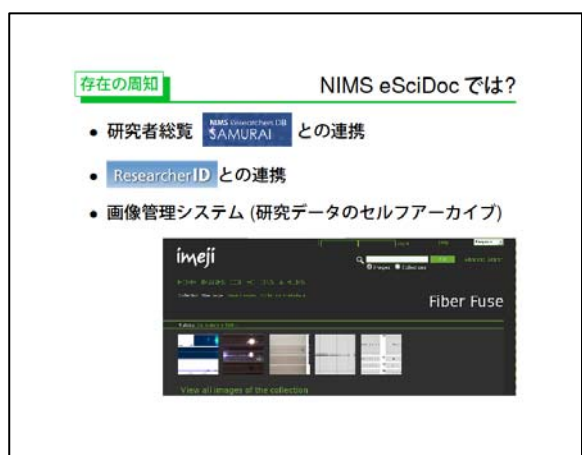 存在の周知
NIMS eSciDoc では?
• 研究者総覧 NIMS Researchers DB SAMURAI との連携
• ResearcherID との連携
• 画像管理システム (研究データのセルフアーカイブ)
imeji
Images Collections
Fiber Fuse
View all images of the collection